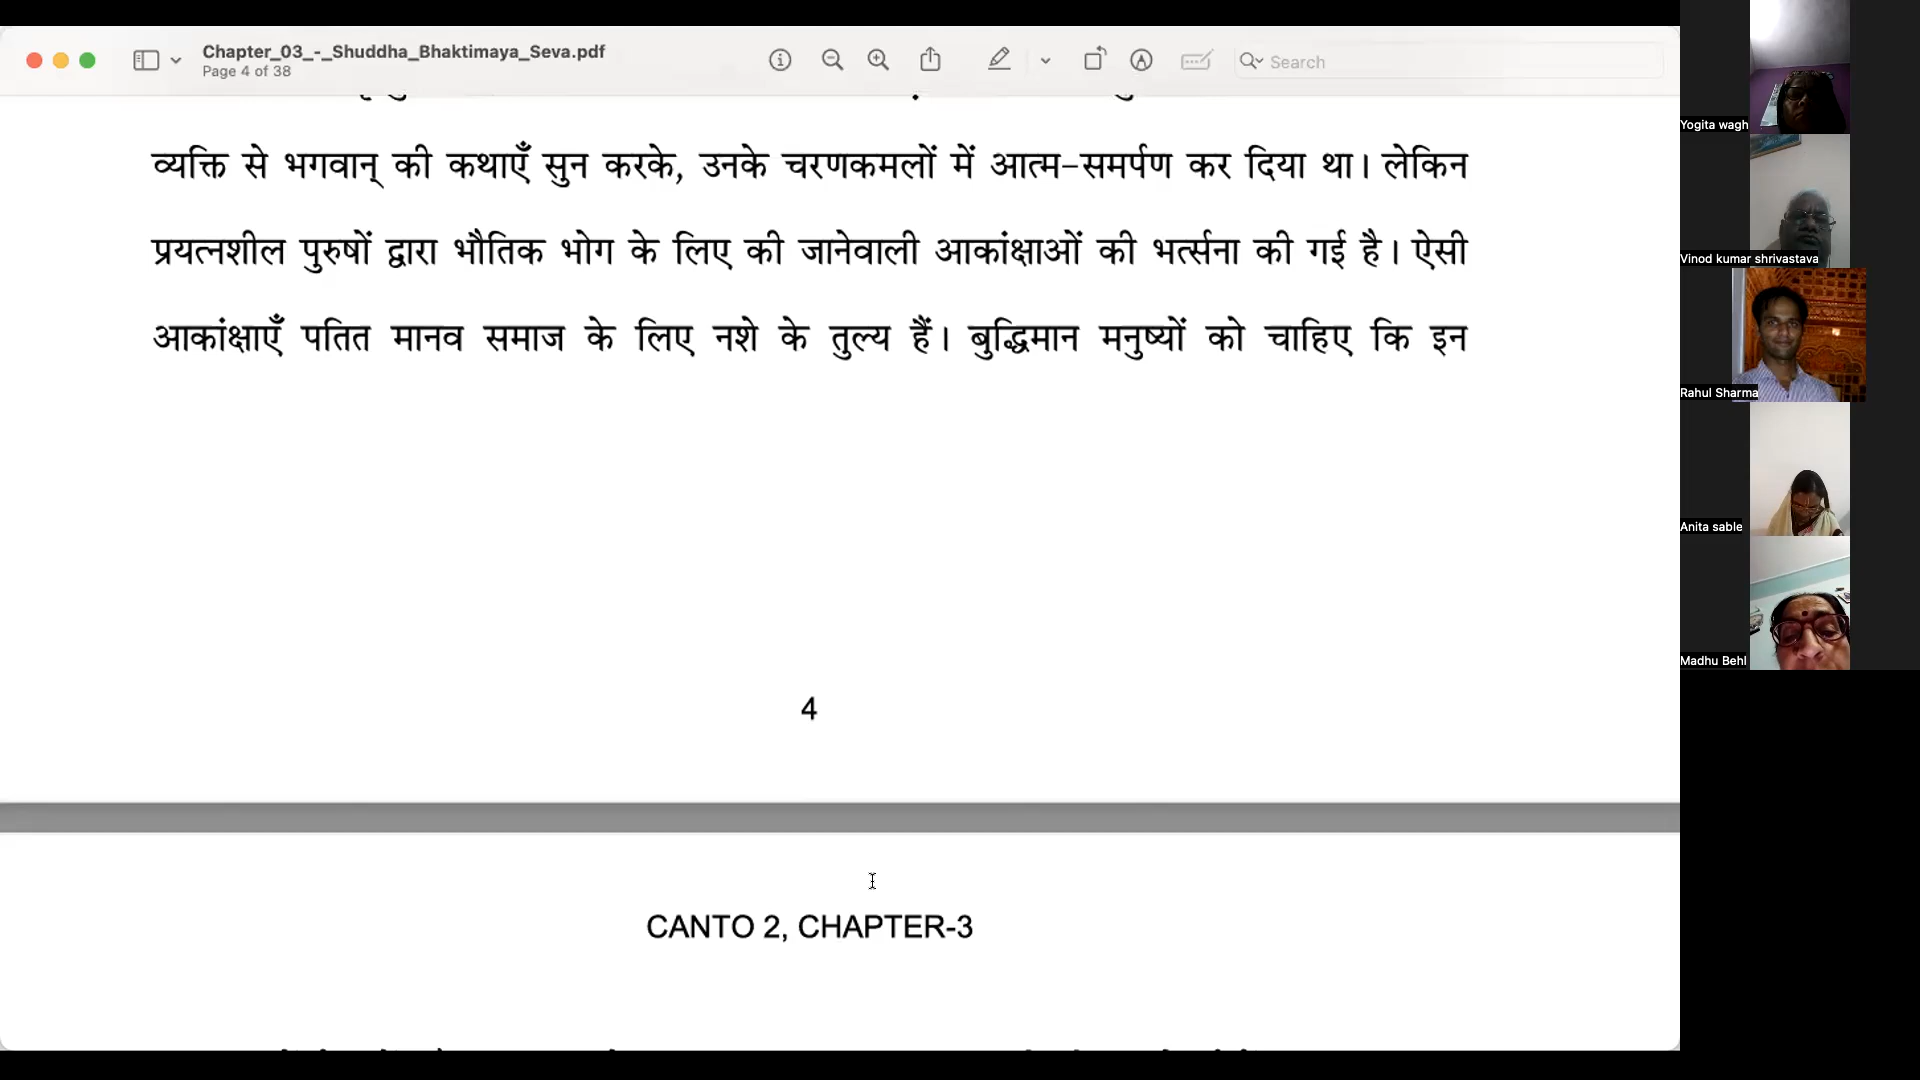 Chapter_03_-_Shuddha_Bhaktimaya_Seva.pdf
Page 4 of 38
Search
व्यक्ति से भगवान् की कथाएँ सुन करके, उनके चरणकमलों में आत्म-समर्पण कर दिया था। लेकिन
प्रयत्नशील पुरुषों द्वारा भौतिक भोग के लिए की जानेवाली आकांक्षाओं की भर्त्सना की गई है। ऐसी
आकांक्षाएँ पतित मानव समाज के लिए नशे के तुल्य हैं। बुद्धिमान मनुष्यों को चाहिए कि इन
4
CANTO 2, CHAPTER-3
Yogita wagh
Vinod kumar shrivastava
Rahul Sharma
Anita sable
Madhu Behl